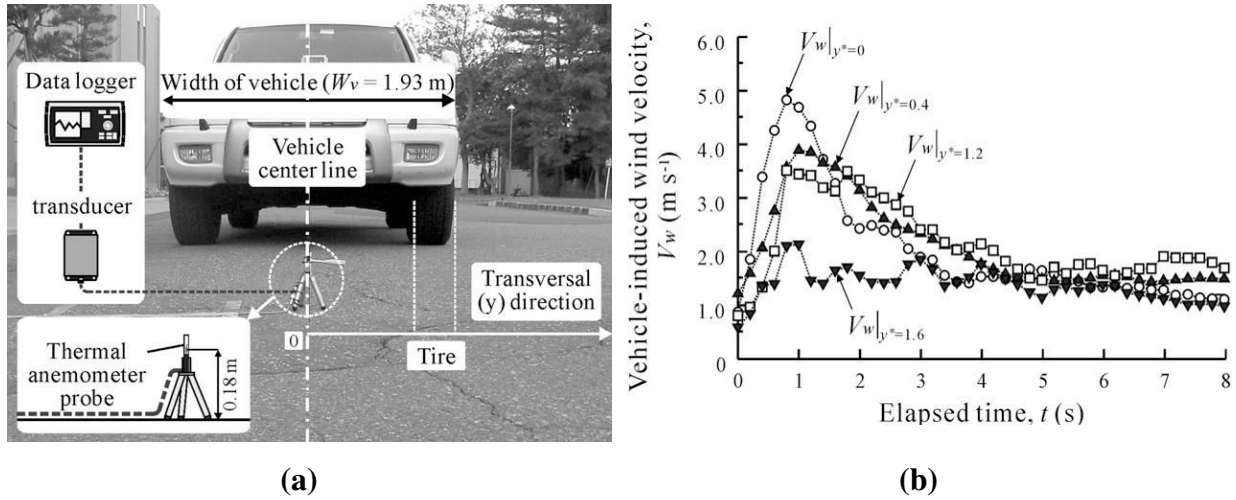 Data logger
Width of vehicle (Wv = 1.93 m)
Vehicle
center line
transducer
Transversal
(y) direction
0
Tire
Thermal
anemometer
probe
0.18 m
(a)
Vehicle-induced wind velocity,
Vw (m s-1)
6.0
5.0
4.0
3.0
2.0
1.0
0
Vw|y*=0
Vw|y*=0.4
Vw|y*=1.2
Vw|y*=1.6
0 1 2 3 4 5 6 7 8
Elapsed time, t (s)
(b)